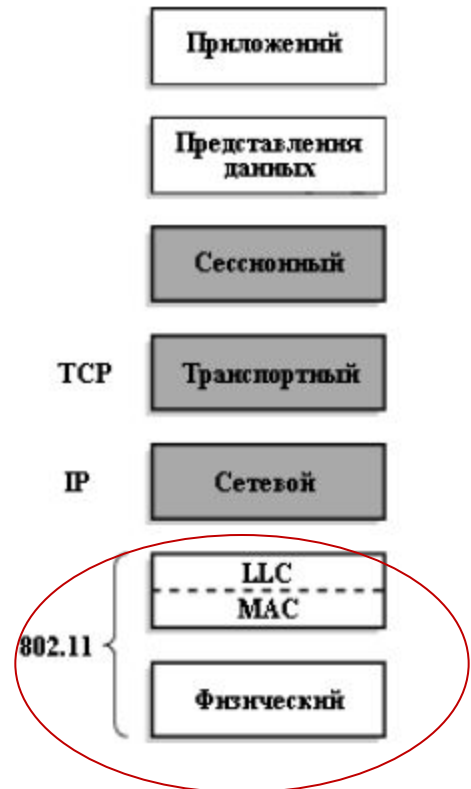 Приложений
Представления
данных
Сессионный
TCP Транспортный
IP Сетевой
LLC
MAC
802.11
Физический